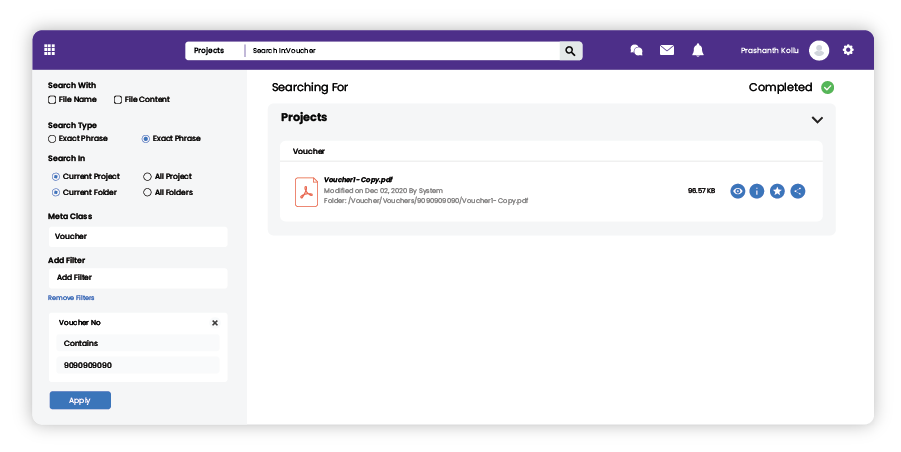 Projects Search In:Voucher Prashanth Kollu
Search With
File Name File Content
Search Type
Exact Phrase Exact Phrase
Search In
Current Project All Project
Current Folder All Folders
Meta Class
Voucher
Add Filter
Add Filter
Remove Filters
Voucher No ×
Contains
9090909090
Apply
Searching For Completed
Projects
Voucher
Voucher1-Copy.pdf
Modified on Dec 02, 2020 By System
Folder: /Voucher/Vouchers/9090909090/Voucher1-Copy.pdf
96.57 KB